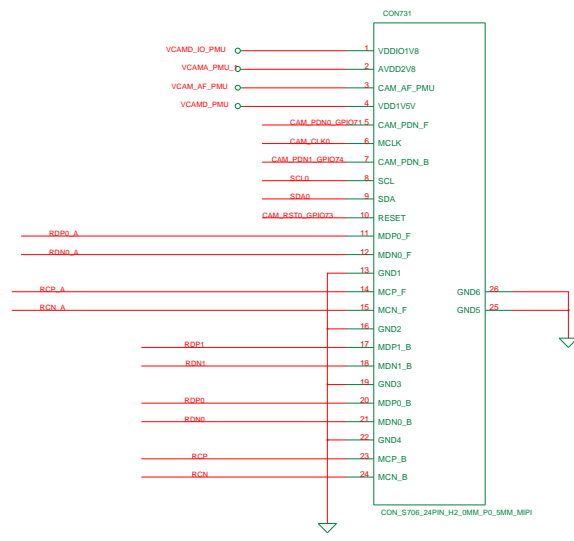 CON731
VCAMD_IO_PMU 1 VDDIO1V8
VCAMA_PMU_ 2 AVDD2V8
VCAM_AF_PMU 3 CAM_AF_PMU
VCAMD_PMU 4 VDD1V5V
CAM_PDN0_GPIO71 5 CAM_PDN_F
CAM_CLK0 6 MCLK
CAM_PDN1_GPIO74 7 CAM_PDN_B
SCL0 8 SCL
SDA0 9 SDA
CAM_RST0_GPIO73 10 RESET
RDP0_A 11 MDP0_F
RDN0_A 12 MDN0_F
13 GND1
RCP_A 14 MCP_F GND6 26
RCN_A 15 MCN_F GND5 25
16 GND2
RDP1 17 MDP1_B
RDN1 18 MDN1_B
19 GND3
RDP0 20 MDP0_B
RDN0 21 MDN0_B
22 GND4
RCP 23 MCP_B
RCN 24 MCN_B
CON_S706_24PIN_H2_0MM_P0_5MM_MIPI